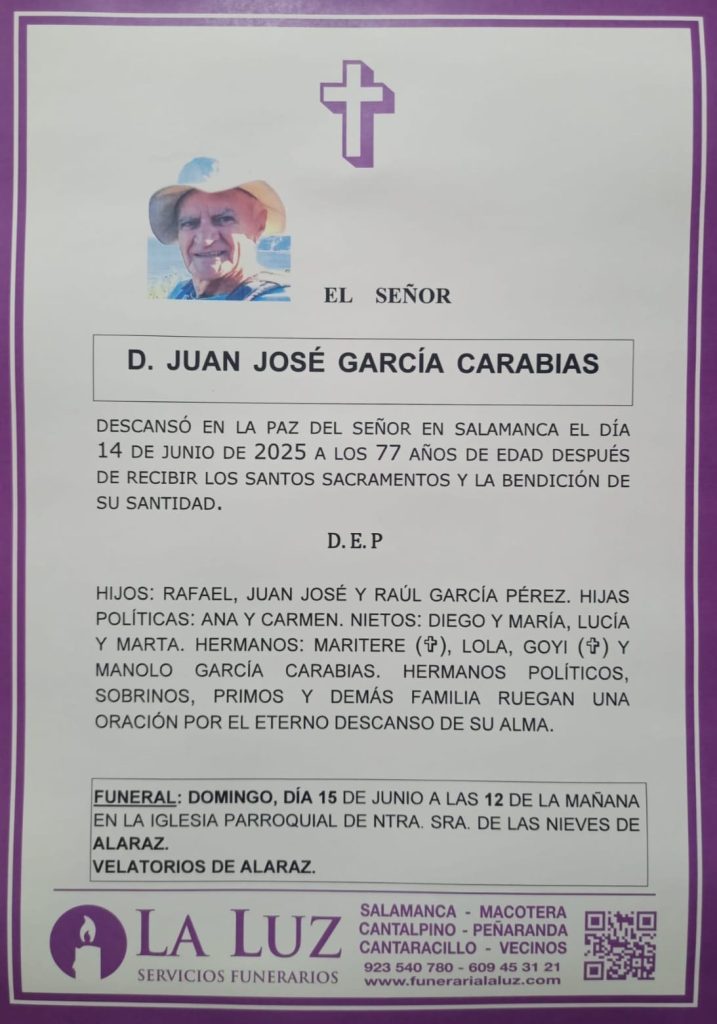 EL SEÑOR
D. JUAN JOSÉ GARCÍA CARABIAS
DESCANSÓ EN LA PAZ DEL SEÑOR EN SALAMANCA EL DÍA
14 DE JUNIO DE 2025 A LOS 77 AÑOS DE EDAD DESPUÉS
DE RECIBIR LOS SANTOS SACRAMENTOS Y LA BENDICIÓN DE
SU SANTIDAD.
D. E. P
HIJOS: RAFAEL, JUAN JOSÉ Y RAÚL GARCÍA PÉREZ. HIJAS
POLÍTICAS: ANA Y CARMEN. NIETOS: DIEGO Y MARÍA, LUCÍA
Y MARTA. HERMANOS: MARITERE (✞), LOLA, GOYI (✞) Y
MANOLO GARCÍA CARABIAS. HERMANOS POLÍTICOS,
SOBRINOS, PRIMOS Y DEMÁS FAMILIA RUEGAN UNA
ORACIÓN POR EL ETERNO DESCANSO DE SU ALMA.
FUNERAL: DOMINGO, DÍA 15 DE JUNIO A LAS 12 DE LA MAÑANA
EN LA IGLESIA PARROQUIAL DE NTRA. SRA. DE LAS NIEVES DE
ALARAZ.
VELATORIOS DE ALARAZ.
LA LUZ
SERVICIOS FUNERARIOS
SALAMANCA - MACOTERA
CANTALPINO - PEÑARANDA
CANTARACILLO - VECINOS
923 540 780 - 609 45 31 21
www.funerarialaluz.com